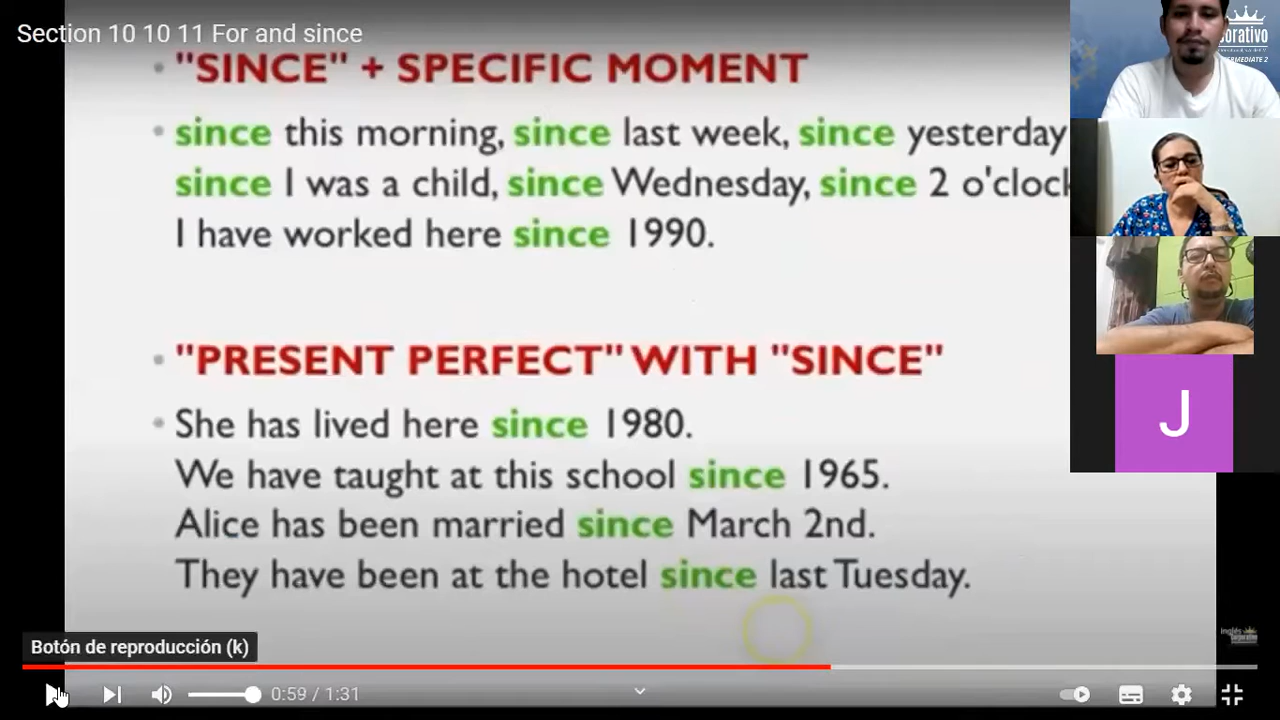 Section 10 10 11 For and since
"SINCE" + SPECIFIC MOMENT
since this morning, since last week, since yesterday
since I was a child, since Wednesday, since 2 o'clock
I have worked here since 1990.
"PRESENT PERFECT" WITH "SINCE"
She has lived here since 1980.
We have taught at this school since 1965.
Alice has been married since March 2nd.
They have been at the hotel since last Tuesday.
Botón de reproducción (k)
0:59 / 1:31
J